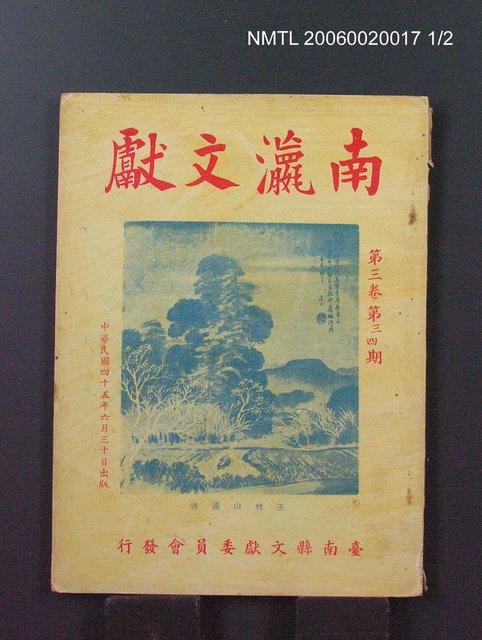 NMTL 20060020017 1/2
南瀛文獻
第三卷第三四期
中華民國四十五年六月三十日出版
玉枕山遠眺
臺南縣文獻委員會發行